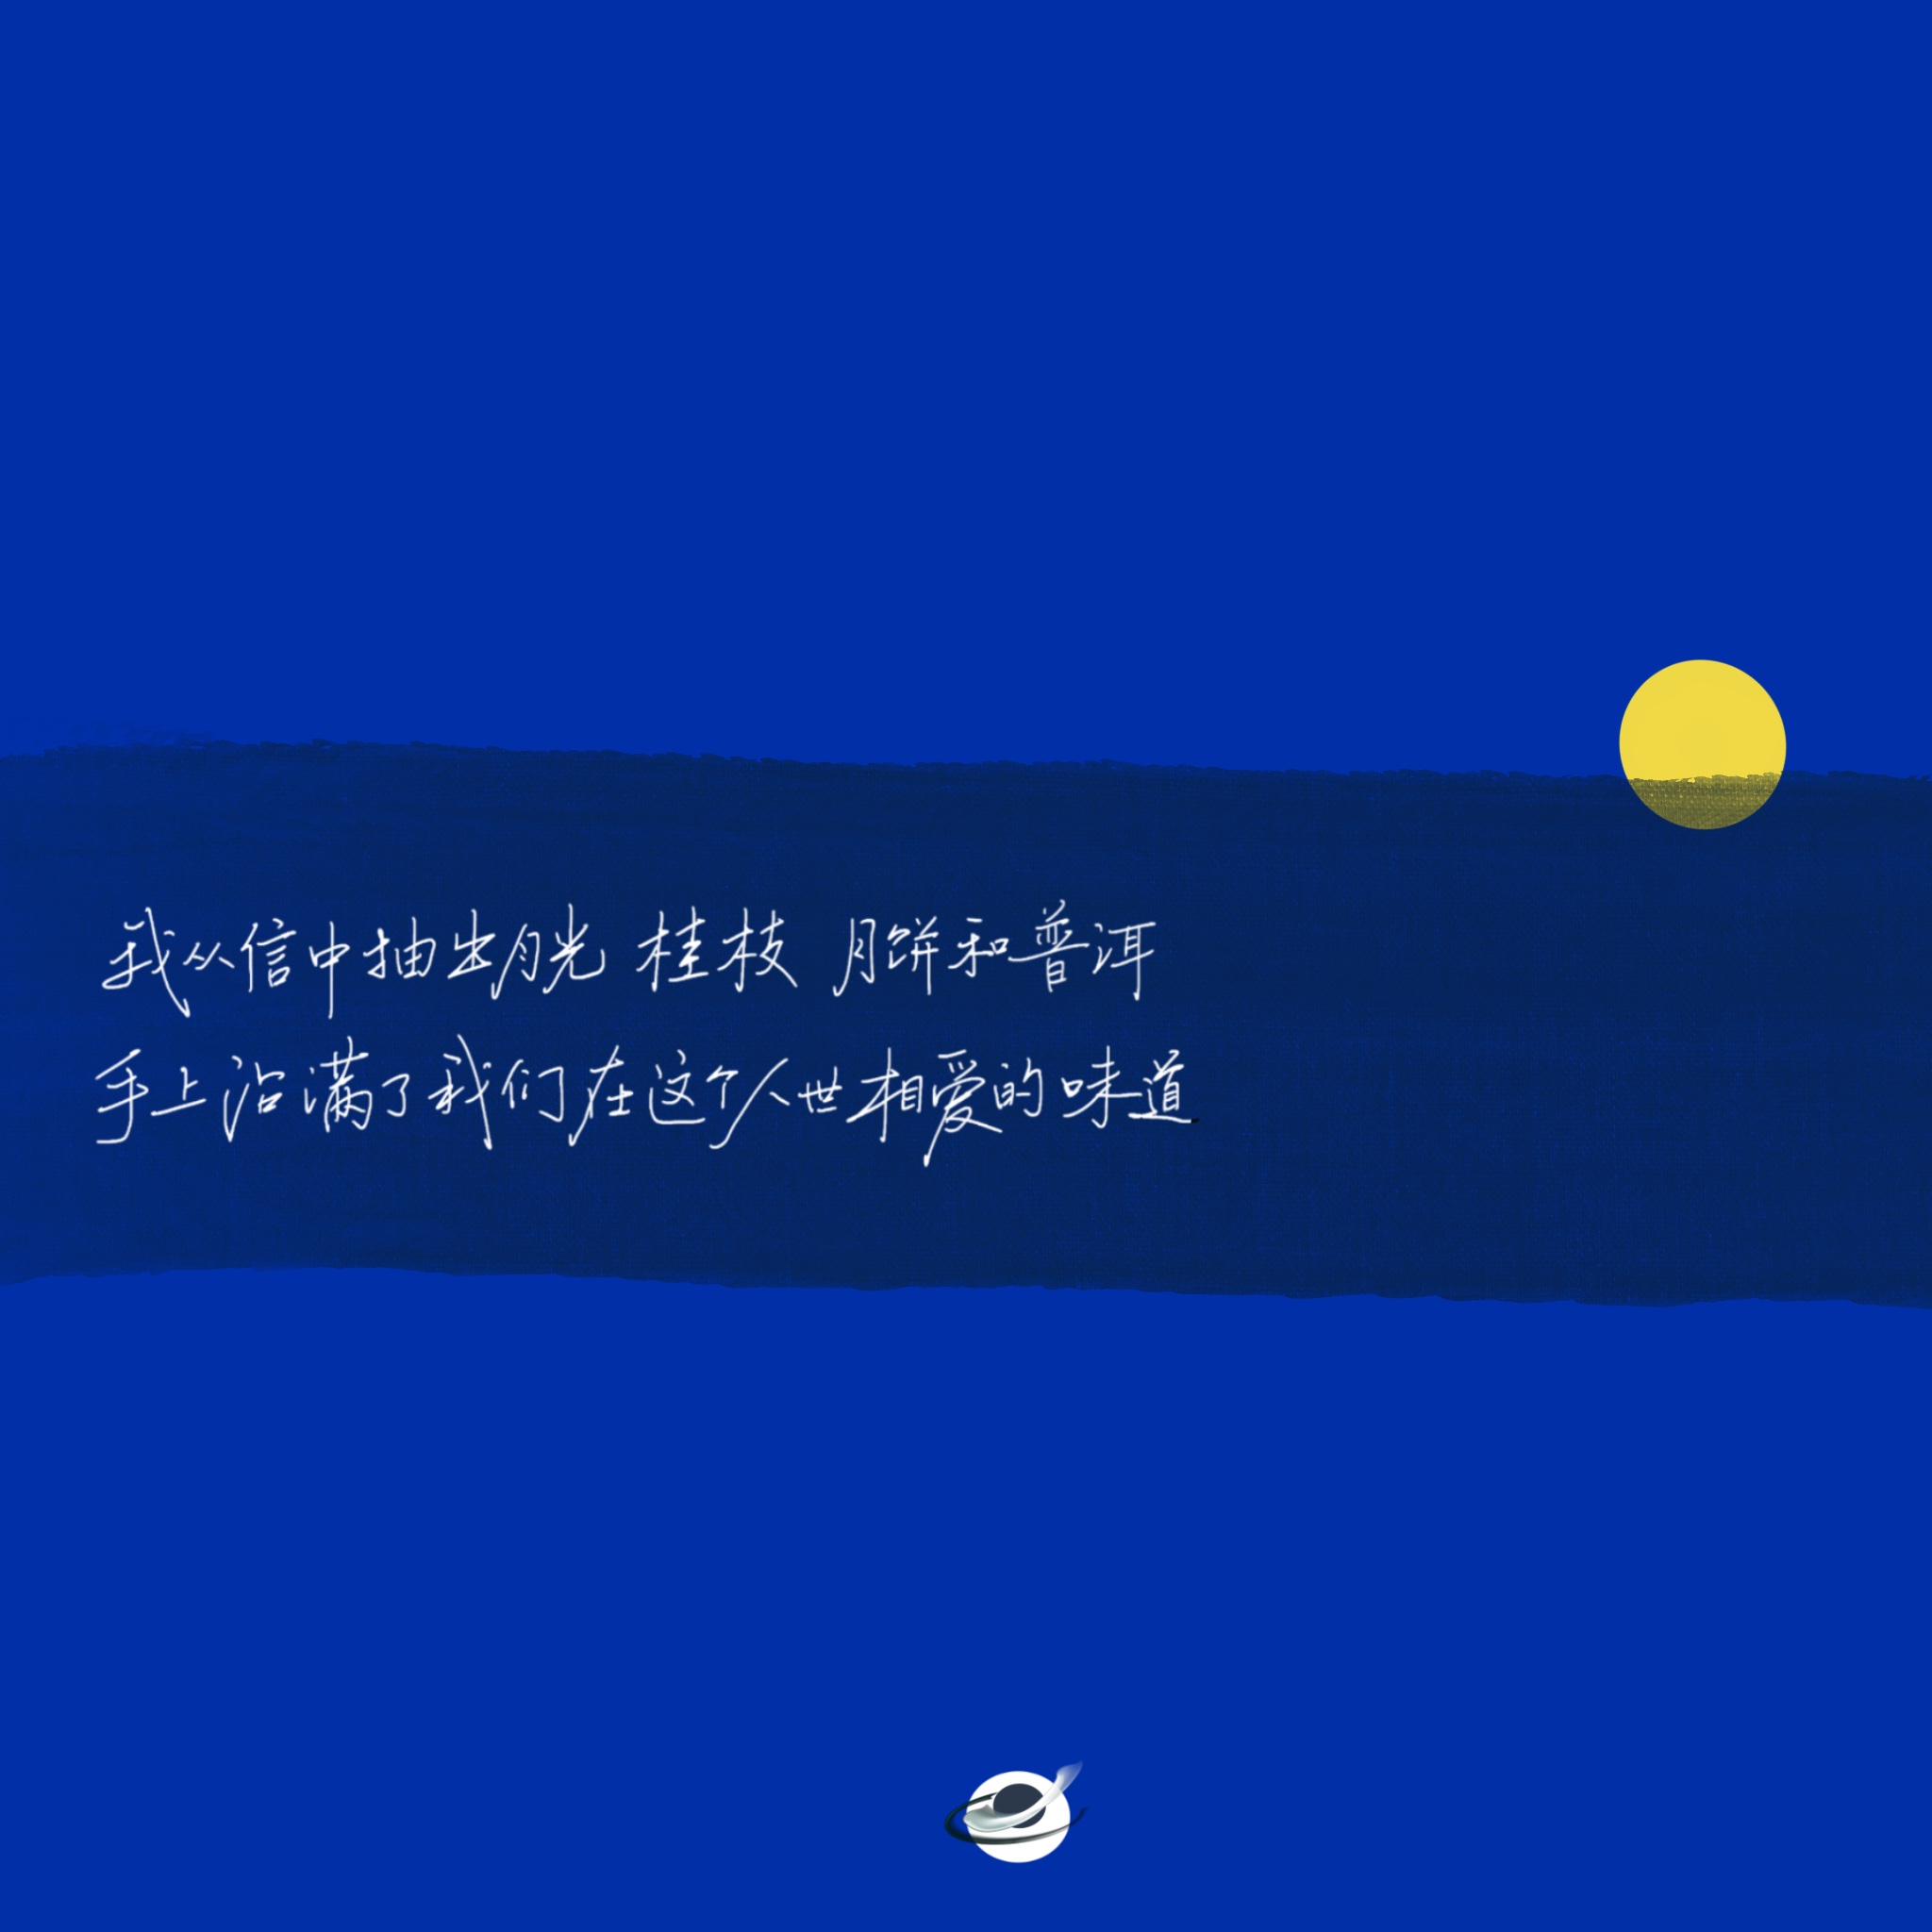 我从信中抽出月光 桂枝 月饼和普洱
手上沾满了我们在这个人世相爱的味道